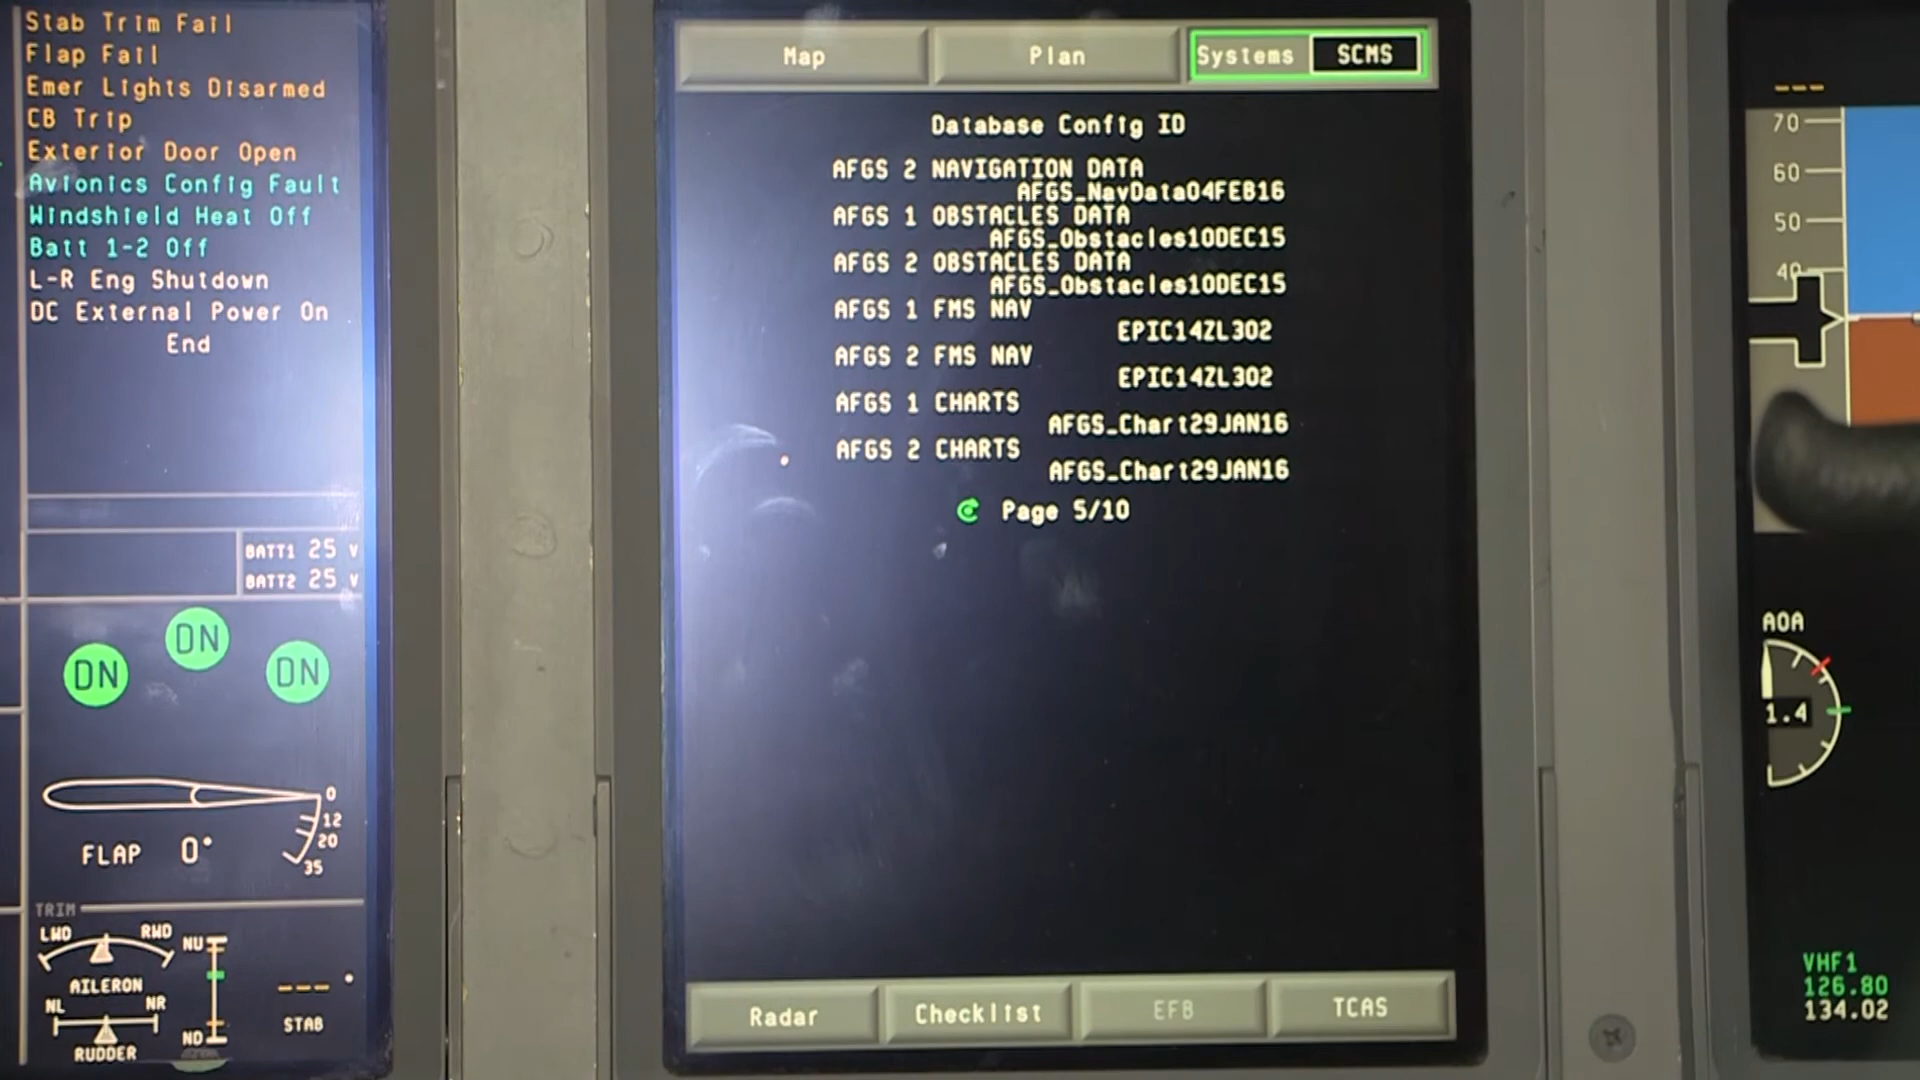 Stab Trim Fail
Flap Fail
Emer Lights Disarmed
CB Trip
Exterior Door Open
Avionics Config Fault
Windshield Heat Off
Batt 1-2 Off
L-R Eng Shutdown
DC External Power On
End
BATT1 25 V
BATT2 25 V
DN
DN
DN
0
12
20
35
FLAP 0°
TRIM
LWD RWD
AILERON
NL NR
RUDDER
NU
ND
--- °
STAB
Map Plan Systems SCMS
Database Config ID
AFGS 2 NAVIGATION DATA
AFGS_NavData04FEB16
AFGS 1 OBSTACLES DATA
AFGS_Obstacles10DEC15
AFGS 2 OBSTACLES DATA
AFGS_Obstacles10DEC15
AFGS 1 FMS NAV
EPIC14ZL302
AFGS 2 FMS NAV
EPIC14ZL302
AFGS 1 CHARTS
AFGS_Chart29JAN16
AFGS 2 CHARTS
AFGS_Chart29JAN16
Page 5/10
Radar Checklist EFB TCAS
---
70
60
50
40
AOA
1.4
VHF1
126.80
134.02